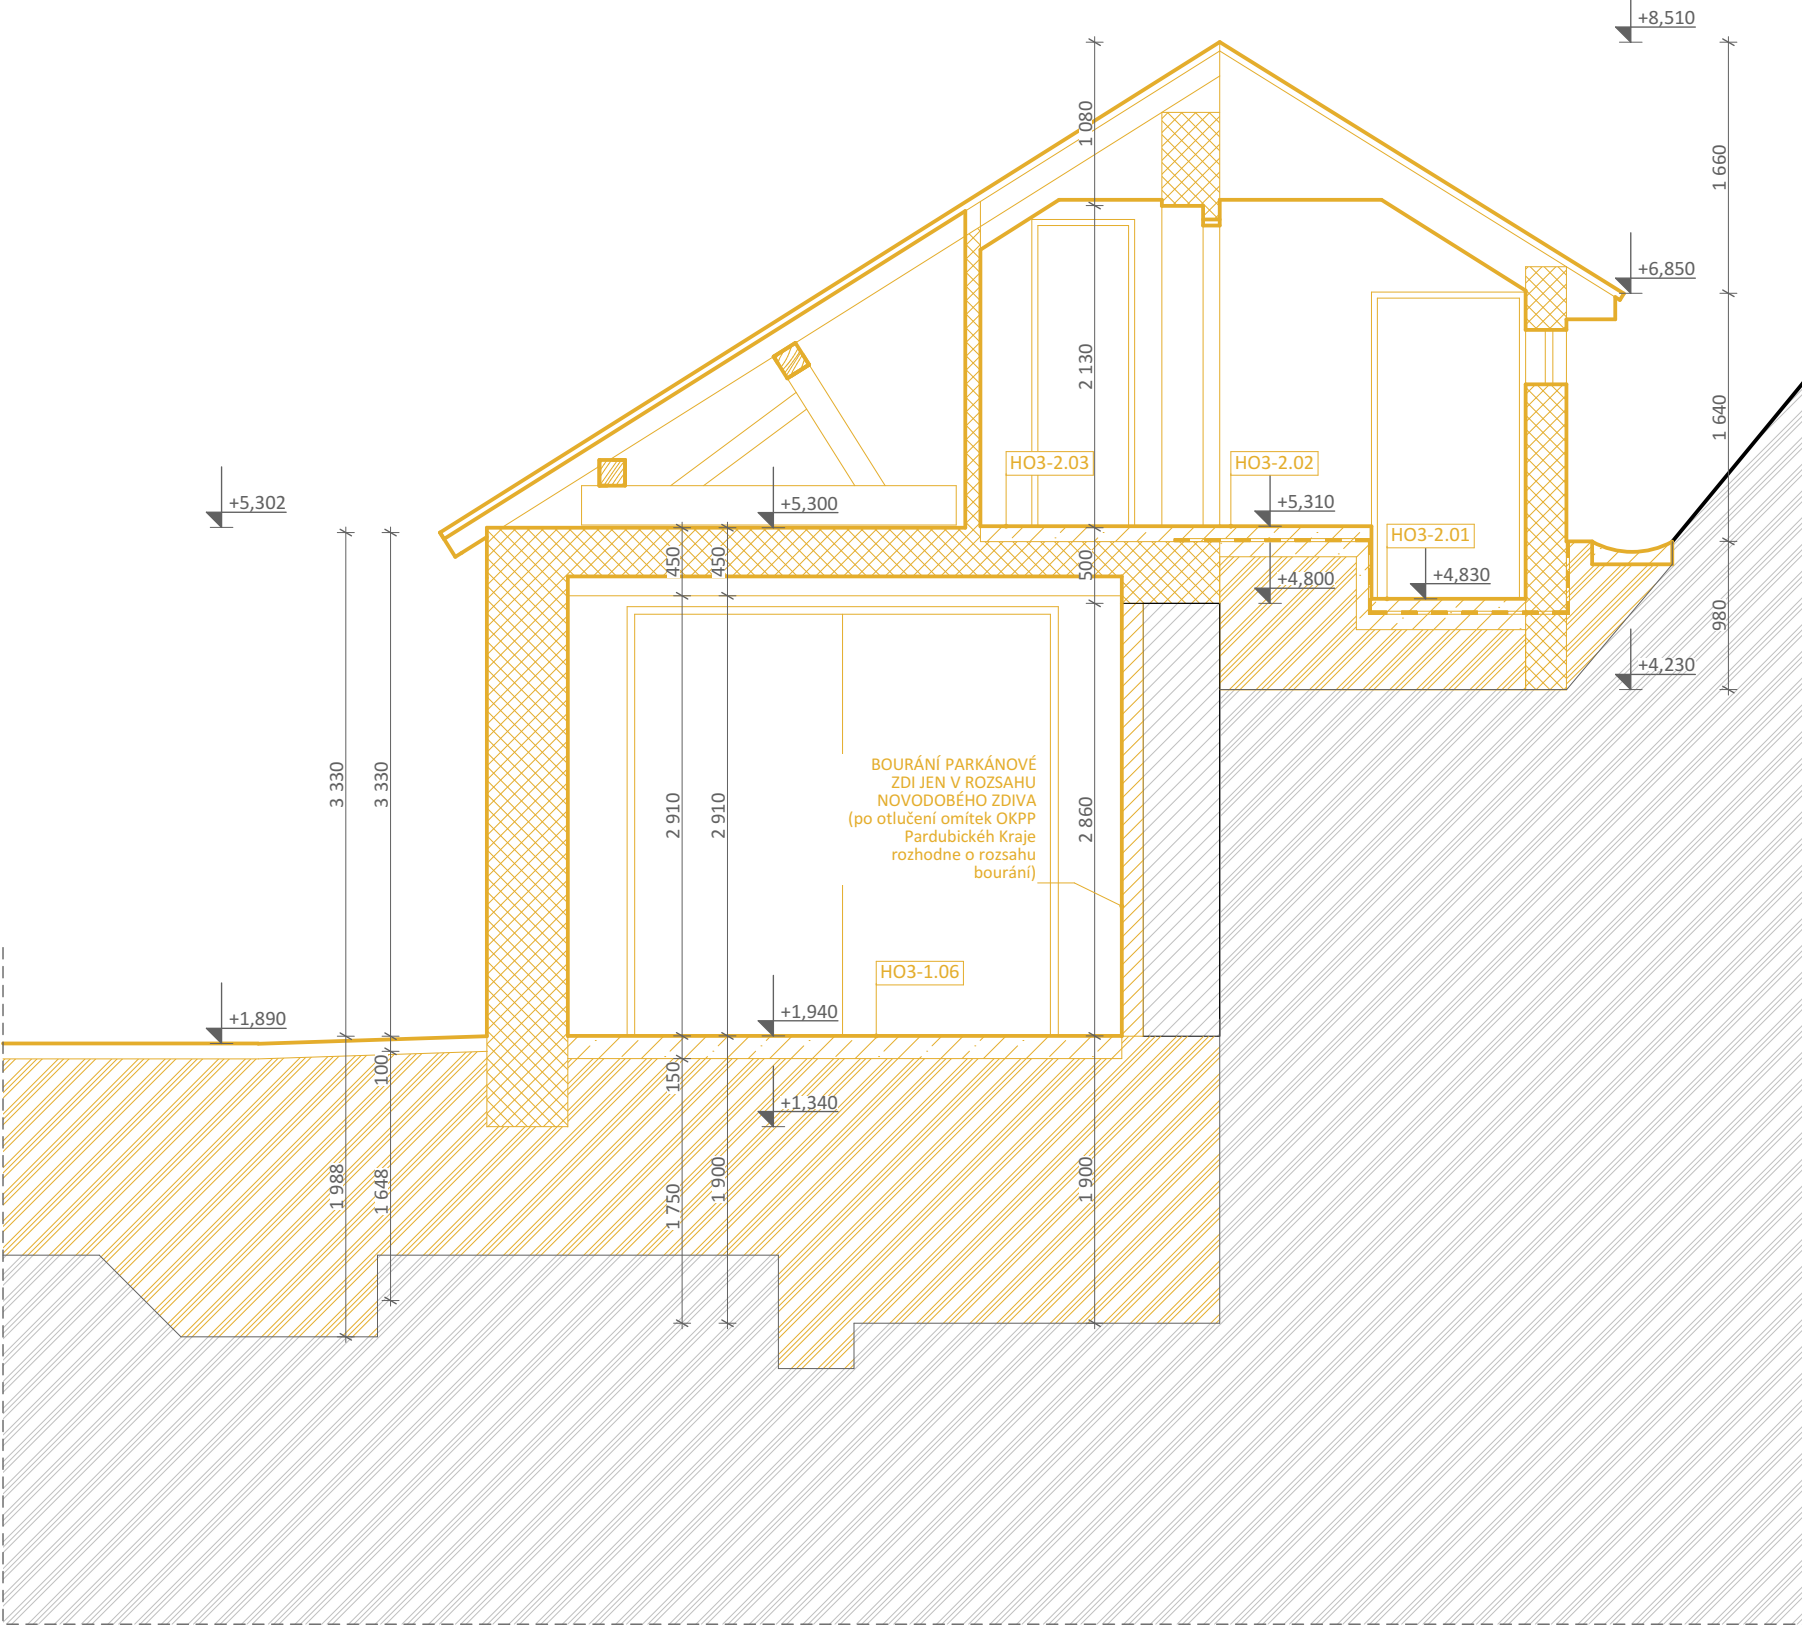 +8,510
1 080
1 660
+6,850
2 130
1 640
HO3-2.03
HO3-2.02
+5,302
+5,300
+5,310
HO3-2.01
450
450
500
+4,800
+4,830
980
+4,230
3 330
3 330
2 910
2 910
2 860
BOURÁNÍ PARKÁNOVÉ
ZDI JEN V ROZSAHU
NOVODOBÉHO ZDIVA
(po otlučení omítek OKPP
Pardubickéh Kraje
rozhodne o rozsahu
bourání)
HO3-1.06
+1,890
+1,940
100
150
+1,340
1 988
1 648
1 750
1 900
1 900